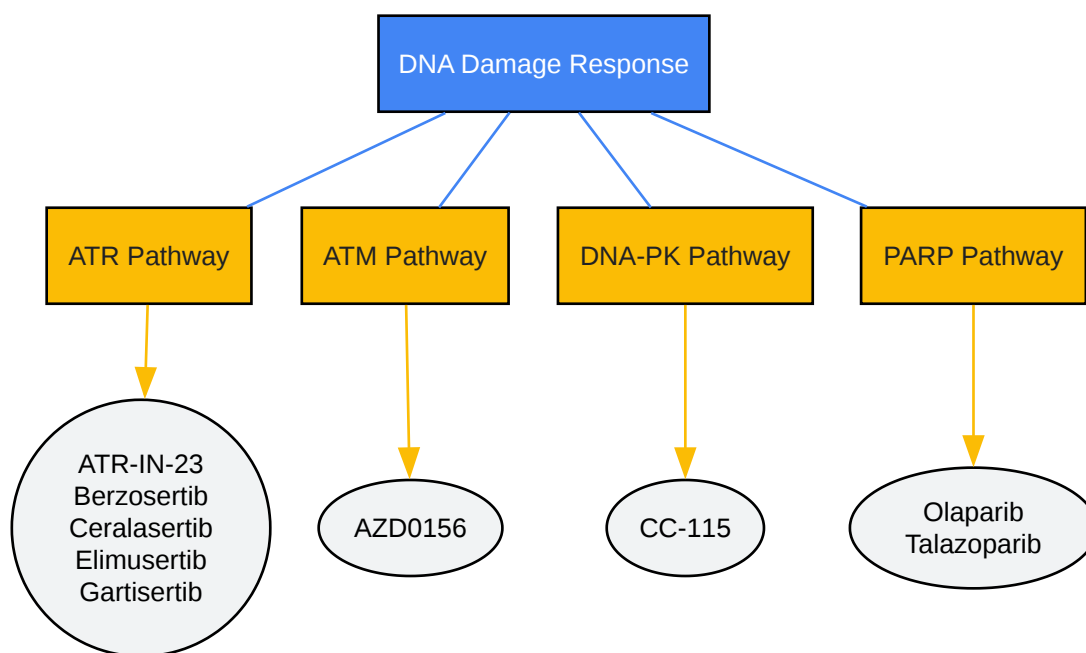 DNA Damage Response
ATR Pathway
ATM Pathway
DNA-PK Pathway
PARP Pathway
ATR-IN-23
Berzosertib
Ceralasertib
Elimusertib
Gartisertib
AZD0156
CC-115
Olaparib
Talazoparib